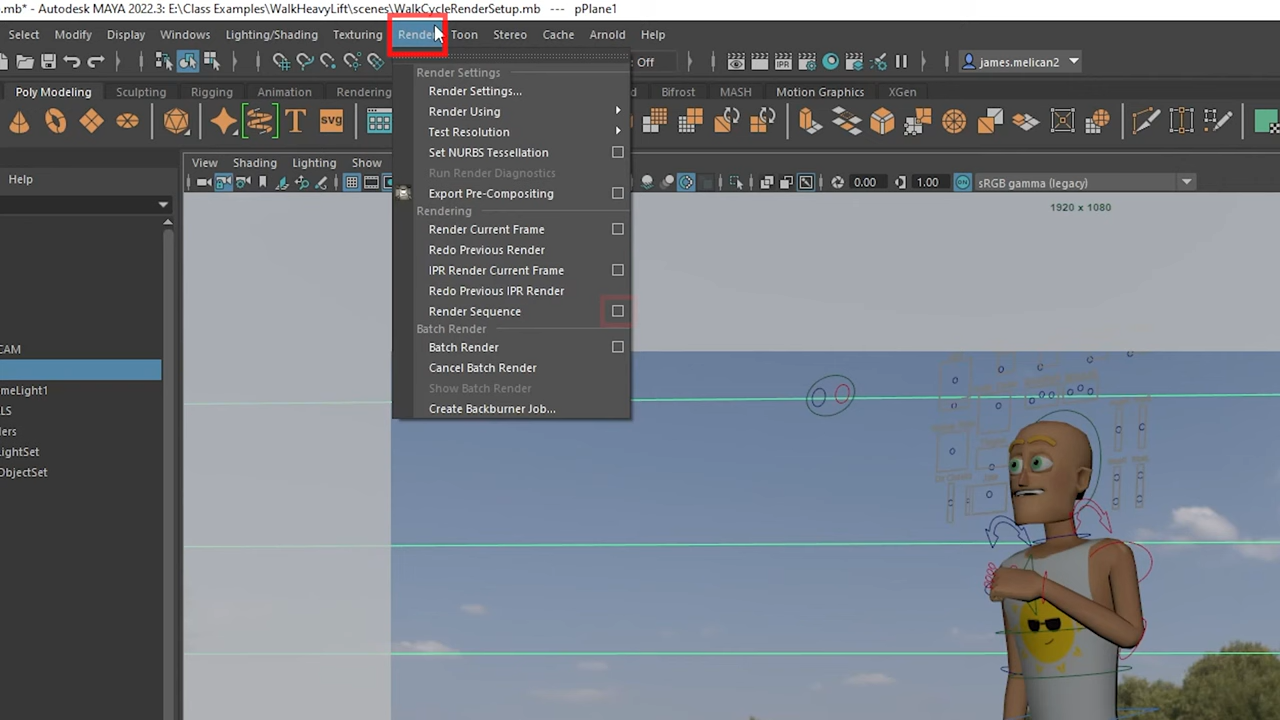 .mb* - Autodesk MAYA 2022.3: E:\Class Examples\WalkHeavyLift\scenes\WalkCycleRenderSetup.mb --- pPlane1
Select Modify Display Windows Lighting/Shading Texturing Render Toon Stereo Cache Arnold Help
Off IPR james.melican2
Poly Modeling Sculpting Rigging Animation Rendering Bifrost MASH Motion Graphics XGen
T svg
View Shading Lighting Show
Help
0.00 1.00 ON sRGB gamma (legacy)
1920 x 1080
Render Settings
Render Settings...
Render Using
Test Resolution
Set NURBS Tessellation
Run Render Diagnostics
Export Pre-Compositing
Rendering
Render Current Frame
Redo Previous Render
IPR Render Current Frame
Redo Previous IPR Render
Render Sequence
Batch Render
Batch Render
Cancel Batch Render
Show Batch Render
Create Backburner Job...
CAM
meLight1
LS
ders
LightSet
ObjectSet